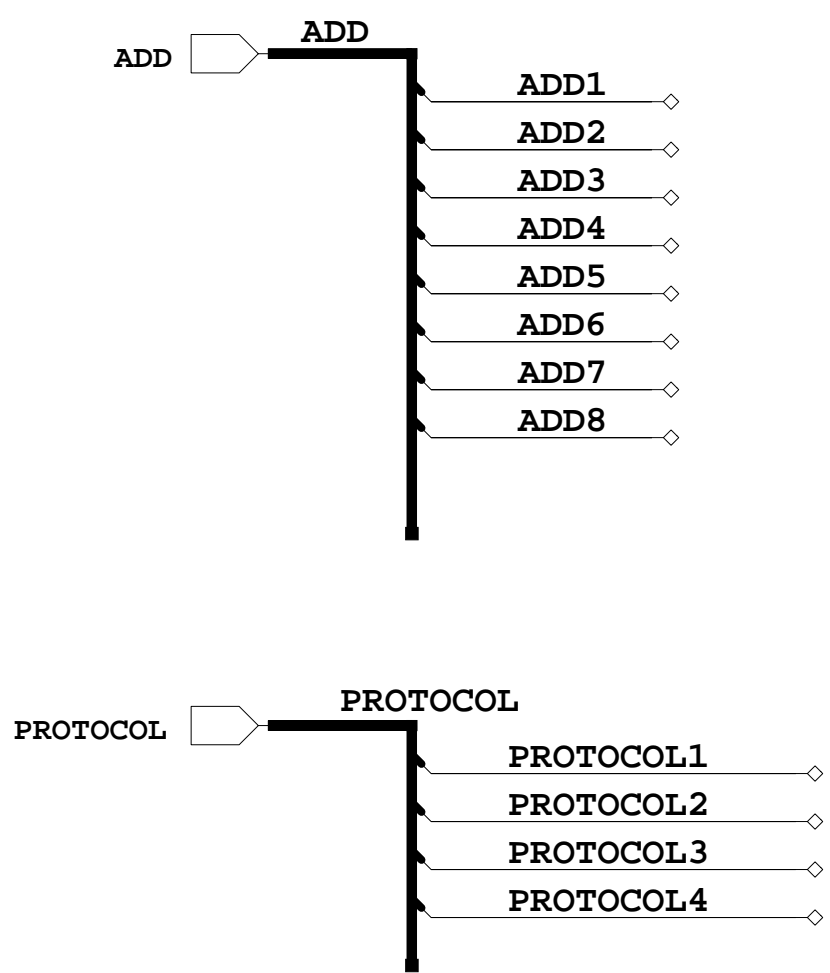 ADD
ADD
ADD1
ADD2
ADD3
ADD4
ADD5
ADD6
ADD7
ADD8
PROTOCOL
PROTOCOL
PROTOCOL1
PROTOCOL2
PROTOCOL3
PROTOCOL4